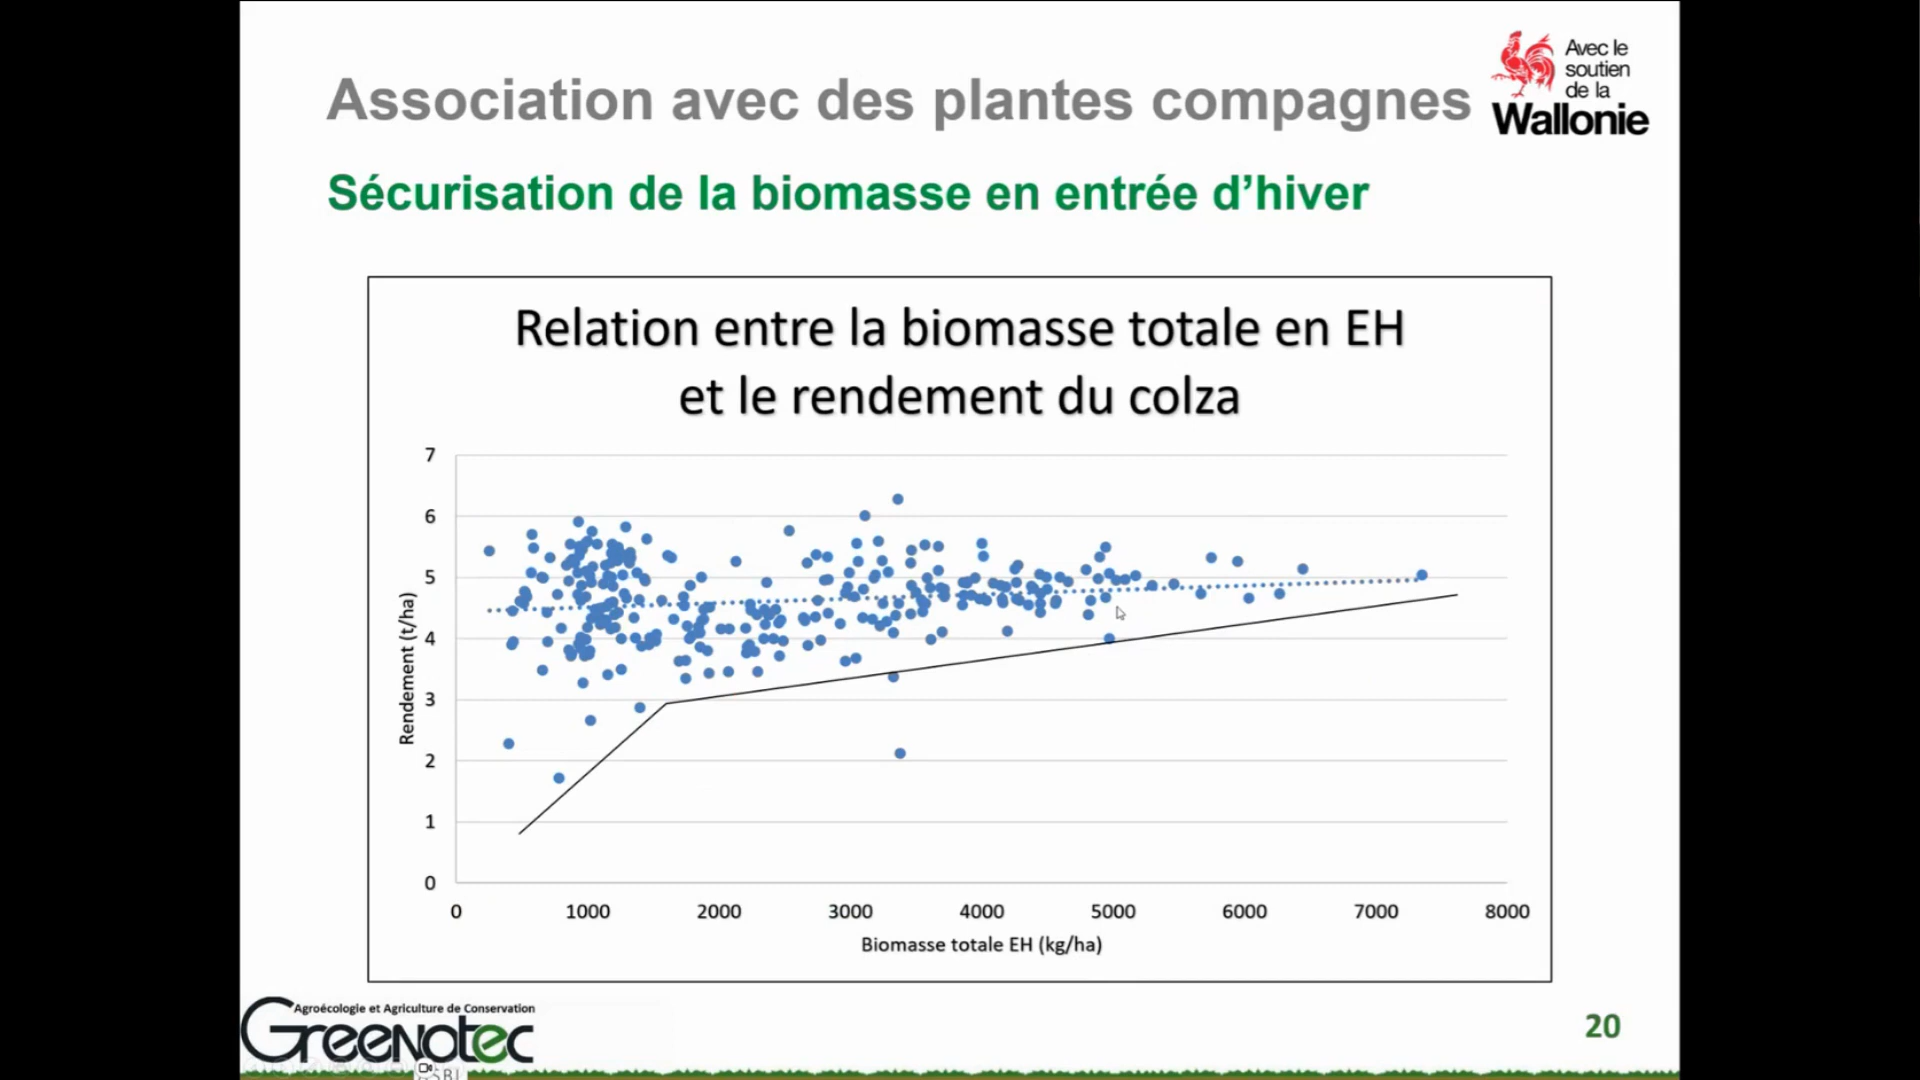 Association avec des plantes compagnes
Avec le
soutien
de la
Wallonie
Sécurisation de la biomasse en entrée d'hiver
Relation entre la biomasse totale en EH
et le rendement du colza
7
6
5
4
3
2
1
0
Rendement (t/ha)
0 1000 2000 3000 4000 5000 6000 7000 8000
Biomasse totale EH (kg/ha)
Agroécologie et Agriculture de Conservation
Greenotec
20